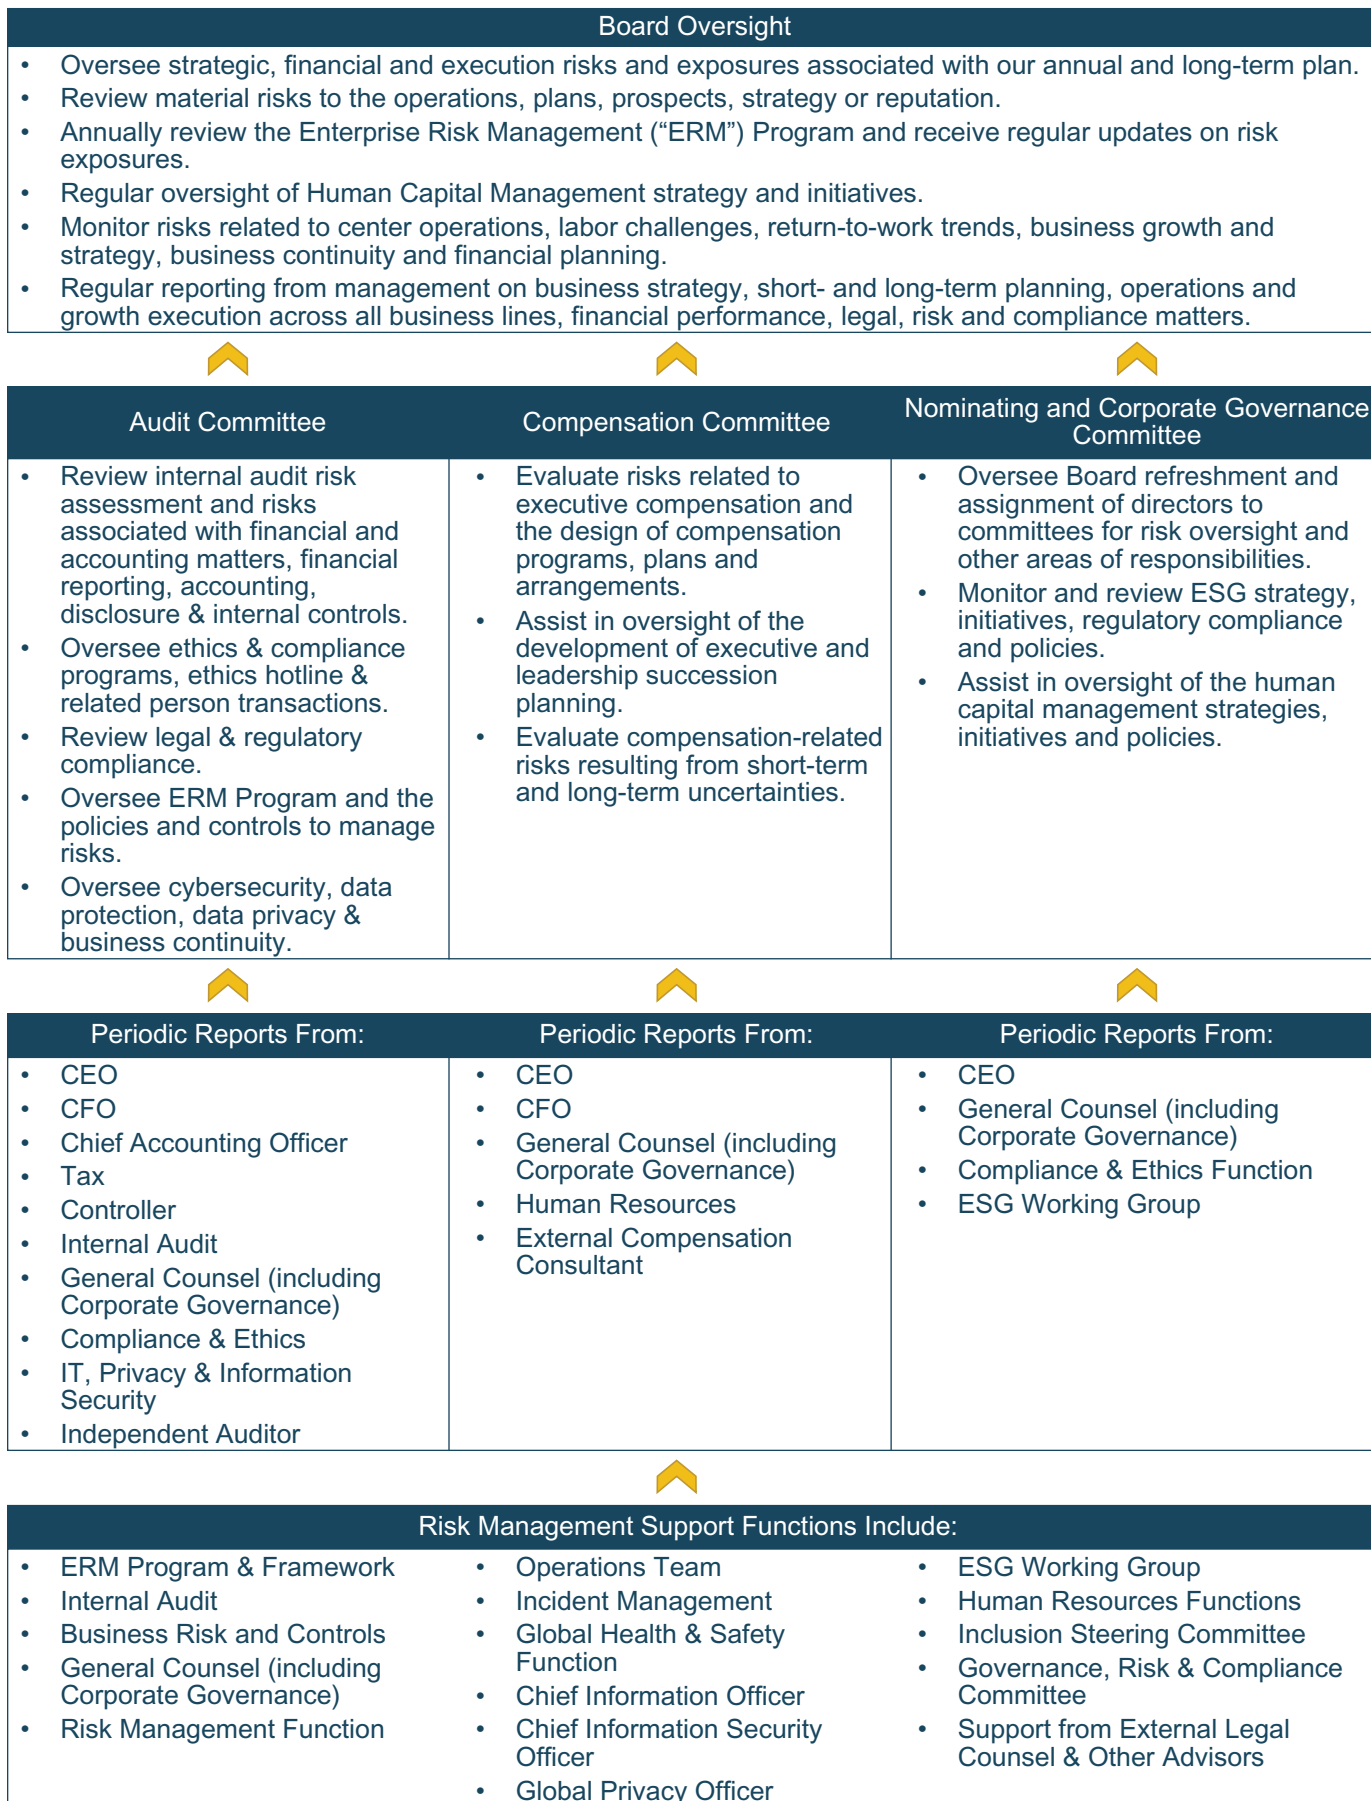 Board Oversight
• Oversee strategic, financial and execution risks and exposures associated with our annual and long-term plan.
• Review material risks to the operations, plans, prospects, strategy or reputation.
• Annually review the Enterprise Risk Management (“ERM”) Program and receive regular updates on risk
exposures.
• Regular oversight of Human Capital Management strategy and initiatives.
• Monitor risks related to center operations, labor challenges, return-to-work trends, business growth and
strategy, business continuity and financial planning.
• Regular reporting from management on business strategy, short- and long-term planning, operations and
growth execution across all business lines, financial performance, legal, risk and compliance matters.
Audit Committee
• Review internal audit risk
assessment and risks
associated with financial and
accounting matters, financial
reporting, accounting,
disclosure & internal controls.
• Oversee ethics & compliance
programs, ethics hotline &
related person transactions.
• Review legal & regulatory
compliance.
• Oversee ERM Program and the
policies and controls to manage
risks.
• Oversee cybersecurity, data
protection, data privacy &
business continuity.
Compensation Committee
• Evaluate risks related to
executive compensation and
the design of compensation
programs, plans and
arrangements.
• Assist in oversight of the
development of executive and
leadership succession
planning.
• Evaluate compensation-related
risks resulting from short-term
and long-term uncertainties.
Nominating and Corporate Governance
Committee
• Oversee Board refreshment and
assignment of directors to
committees for risk oversight and
other areas of responsibilities.
• Monitor and review ESG strategy,
initiatives, regulatory compliance
and policies.
• Assist in oversight of the human
capital management strategies,
initiatives and policies.
Periodic Reports From:
• CEO
• CFO
• Chief Accounting Officer
• Tax
• Controller
• Internal Audit
• General Counsel (including
Corporate Governance)
• Compliance & Ethics
• IT, Privacy & Information
Security
• Independent Auditor
Periodic Reports From:
• CEO
• CFO
• General Counsel (including
Corporate Governance)
• Human Resources
• External Compensation
Consultant
Periodic Reports From:
• CEO
• General Counsel (including
Corporate Governance)
• Compliance & Ethics Function
• ESG Working Group
Risk Management Support Functions Include:
• ERM Program & Framework
• Internal Audit
• Business Risk and Controls
• General Counsel (including
Corporate Governance)
• Risk Management Function
• Operations Team
• Incident Management
• Global Health & Safety
Function
• Chief Information Officer
• Chief Information Security
Officer
• Global Privacy Officer
• ESG Working Group
• Human Resources Functions
• Inclusion Steering Committee
• Governance, Risk & Compliance
Committee
• Support from External Legal
Counsel & Other Advisors